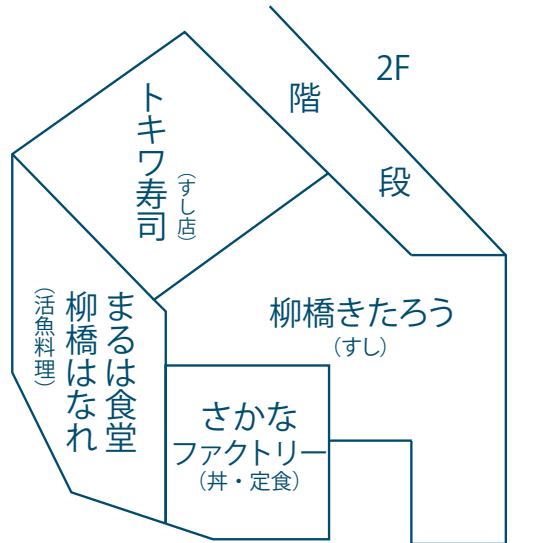 2F
階段
トキワ寿司
（すし店）
まるは食堂
柳橋はなれ
（活魚料理）
柳橋きたろう
（すし）
さかな
ファクトリー
（丼・定食）